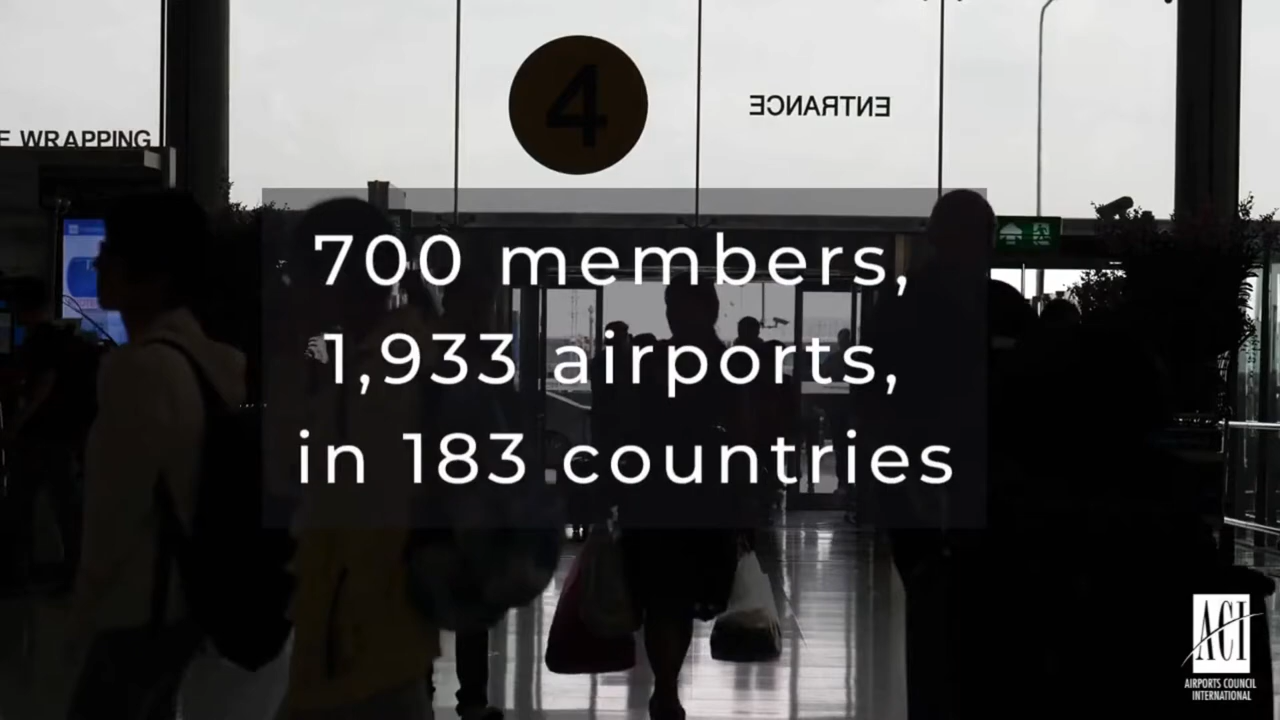 4
ENTRANCE
E WRAPPING
700 members,
1,933 airports,
in 183 countries
ACI
AIRPORTS COUNCIL
INTERNATIONAL